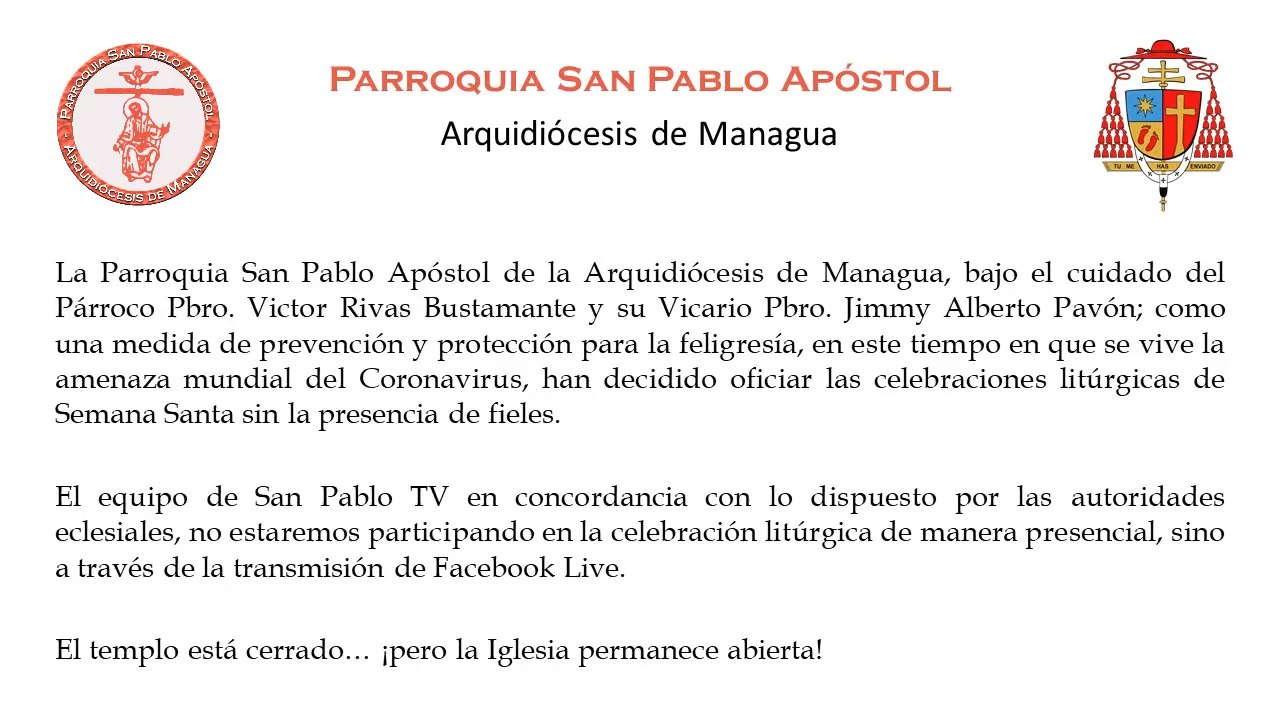 PARROQUIA SAN PABLO APÓSTOL
- ARQUIDIÓCESIS DE MANAGUA -
PARROQUIA SAN PABLO APÓSTOL
Arquidiócesis de Managua
TU ME HAS ENVIADO
La Parroquia San Pablo Apóstol de la Arquidiócesis de Managua, bajo el cuidado del
Párroco Pbro. Victor Rivas Bustamante y su Vicario Pbro. Jimmy Alberto Pavón; como
una medida de prevención y protección para la feligresía, en este tiempo en que se vive la
amenaza mundial del Coronavirus, han decidido oficiar las celebraciones litúrgicas de
Semana Santa sin la presencia de fieles.
El equipo de San Pablo TV en concordancia con lo dispuesto por las autoridades
eclesiales, no estaremos participando en la celebración litúrgica de manera presencial, sino
a través de la transmisión de Facebook Live.
El templo está cerrado… ¡pero la Iglesia permanece abierta!